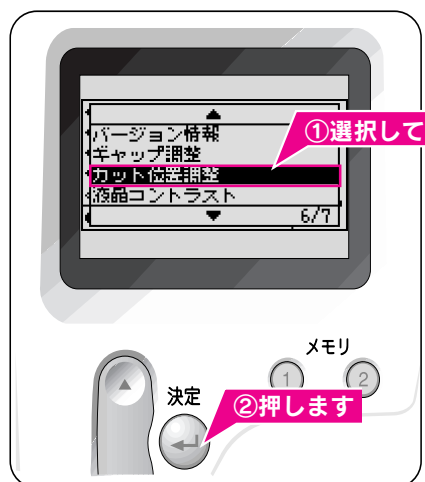 ▲
バージョン情報
①選択して
ギャップ調整
カット位置調整
液晶コントラスト
▼ 6/7
メモリ
1 2
▲
決定
②押します